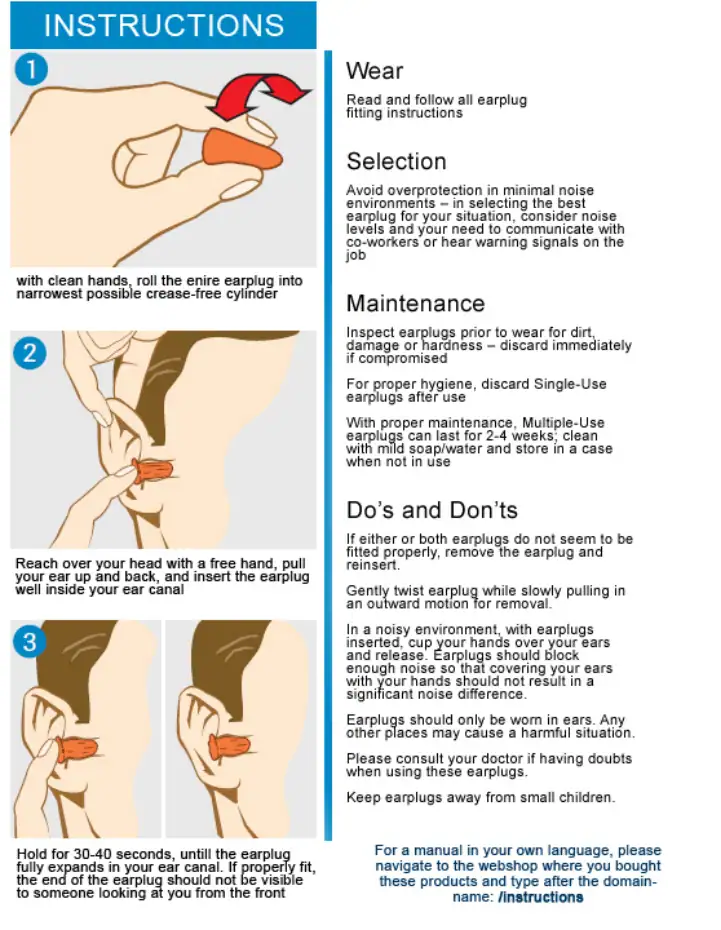 INSTRUCTIONS
1
with clean hands, roll the enire earplug into
narrowest possible crease-free cylinder
2
Reach over your head with a free hand, pull
your ear up and back, and insert the earplug
well inside your ear canal
3
Hold for 30-40 seconds, untill the earplug
fully expands in your ear canal. If properly fit,
the end of the earplug should not be visible
to someone looking at you from the front
Wear
Read and follow all earplug
fitting instructions
Selection
Avoid overprotection in minimal noise
environments – in selecting the best
earplug for your situation, consider noise
levels and your need to communicate with
co-workers or hear warning signals on the
job
Maintenance
Inspect earplugs prior to wear for dirt,
damage or hardness – discard immediately
if compromised
For proper hygiene, discard Single-Use
earplugs after use
With proper maintenance, Multiple-Use
earplugs can last for 2-4 weeks; clean
with mild soap/water and store in a case
when not in use
Do's and Don'ts
If either or both earplugs do not seem to be
fitted properly, remove the earplug and
reinsert.
Gently twist earplug while slowly pulling in
an outward motion for removal.
In a noisy environment, with earplugs
inserted, cup your hands over your ears
and release. Earplugs should block
enough noise so that covering your ears
with your hands should not result in a
significant noise difference.
Earplugs should only be worn in ears. Any
other places may cause a harmful situation.
Please consult your doctor if having doubts
when using these earplugs.
Keep earplugs away from small children.
For a manual in your own language, please
navigate to the webshop where you bought
these products and type after the domain-
name: /instructions